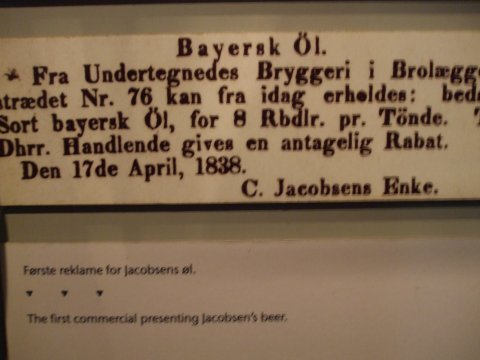 Bayersk Öl.
Fra Undertegnedes Bryggeri i Brolægge
strædet Nr. 76 kan fra idag erholdes: beds
Sort bayersk Öl, for 8 Rbdlr. pr. Tönde. T
Dhrr. Handlende gives en antagelig Rabat.
Den 17de April, 1838.
C. Jacobsens Enke.
Første reklame for Jacobsens øl.
The first commercial presenting Jacobsen's beer.